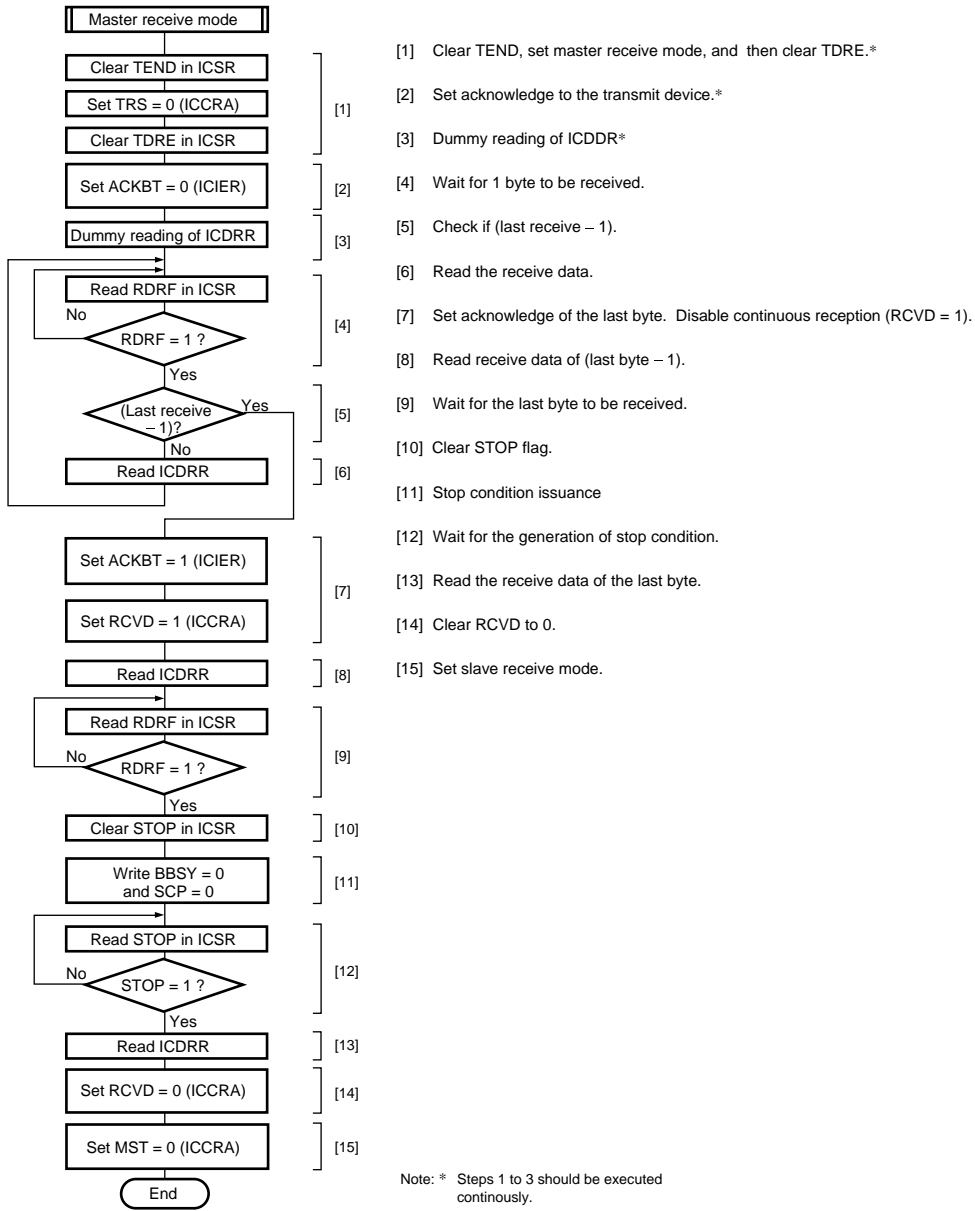 Master receive mode
Clear TEND in ICSR
Set TRS = 0 (ICCRA)
Clear TDRE in ICSR
[1]
Set ACKBT = 0 (ICIER)
[2]
Dummy reading of ICDRR
[3]
Read RDRF in ICSR
No
RDRF = 1 ?
[4]
Yes
(Last receive
– 1)?
Yes
[5]
No
Read ICDRR
[6]
Set ACKBT = 1 (ICIER)
[7]
Set RCVD = 1 (ICCRA)
Read ICDRR
[8]
Read RDRF in ICSR
No
RDRF = 1 ?
[9]
Yes
Clear STOP in ICSR
[10]
Write BBSY = 0
and SCP = 0
[11]
Read STOP in ICSR
No
STOP = 1 ?
[12]
Yes
Read ICDRR
[13]
Set RCVD = 0 (ICCRA)
[14]
Set MST = 0 (ICCRA)
[15]
End
[1] Clear TEND, set master receive mode, and then clear TDRE.*
[2] Set acknowledge to the transmit device.*
[3] Dummy reading of ICDDR*
[4] Wait for 1 byte to be received.
[5] Check if (last receive – 1).
[6] Read the receive data.
[7] Set acknowledge of the last byte. Disable continuous reception (RCVD = 1).
[8] Read receive data of (last byte – 1).
[9] Wait for the last byte to be received.
[10] Clear STOP flag.
[11] Stop condition issuance
[12] Wait for the generation of stop condition.
[13] Read the receive data of the last byte.
[14] Clear RCVD to 0.
[15] Set slave receive mode.
Note: * Steps 1 to 3 should be executed
continously.